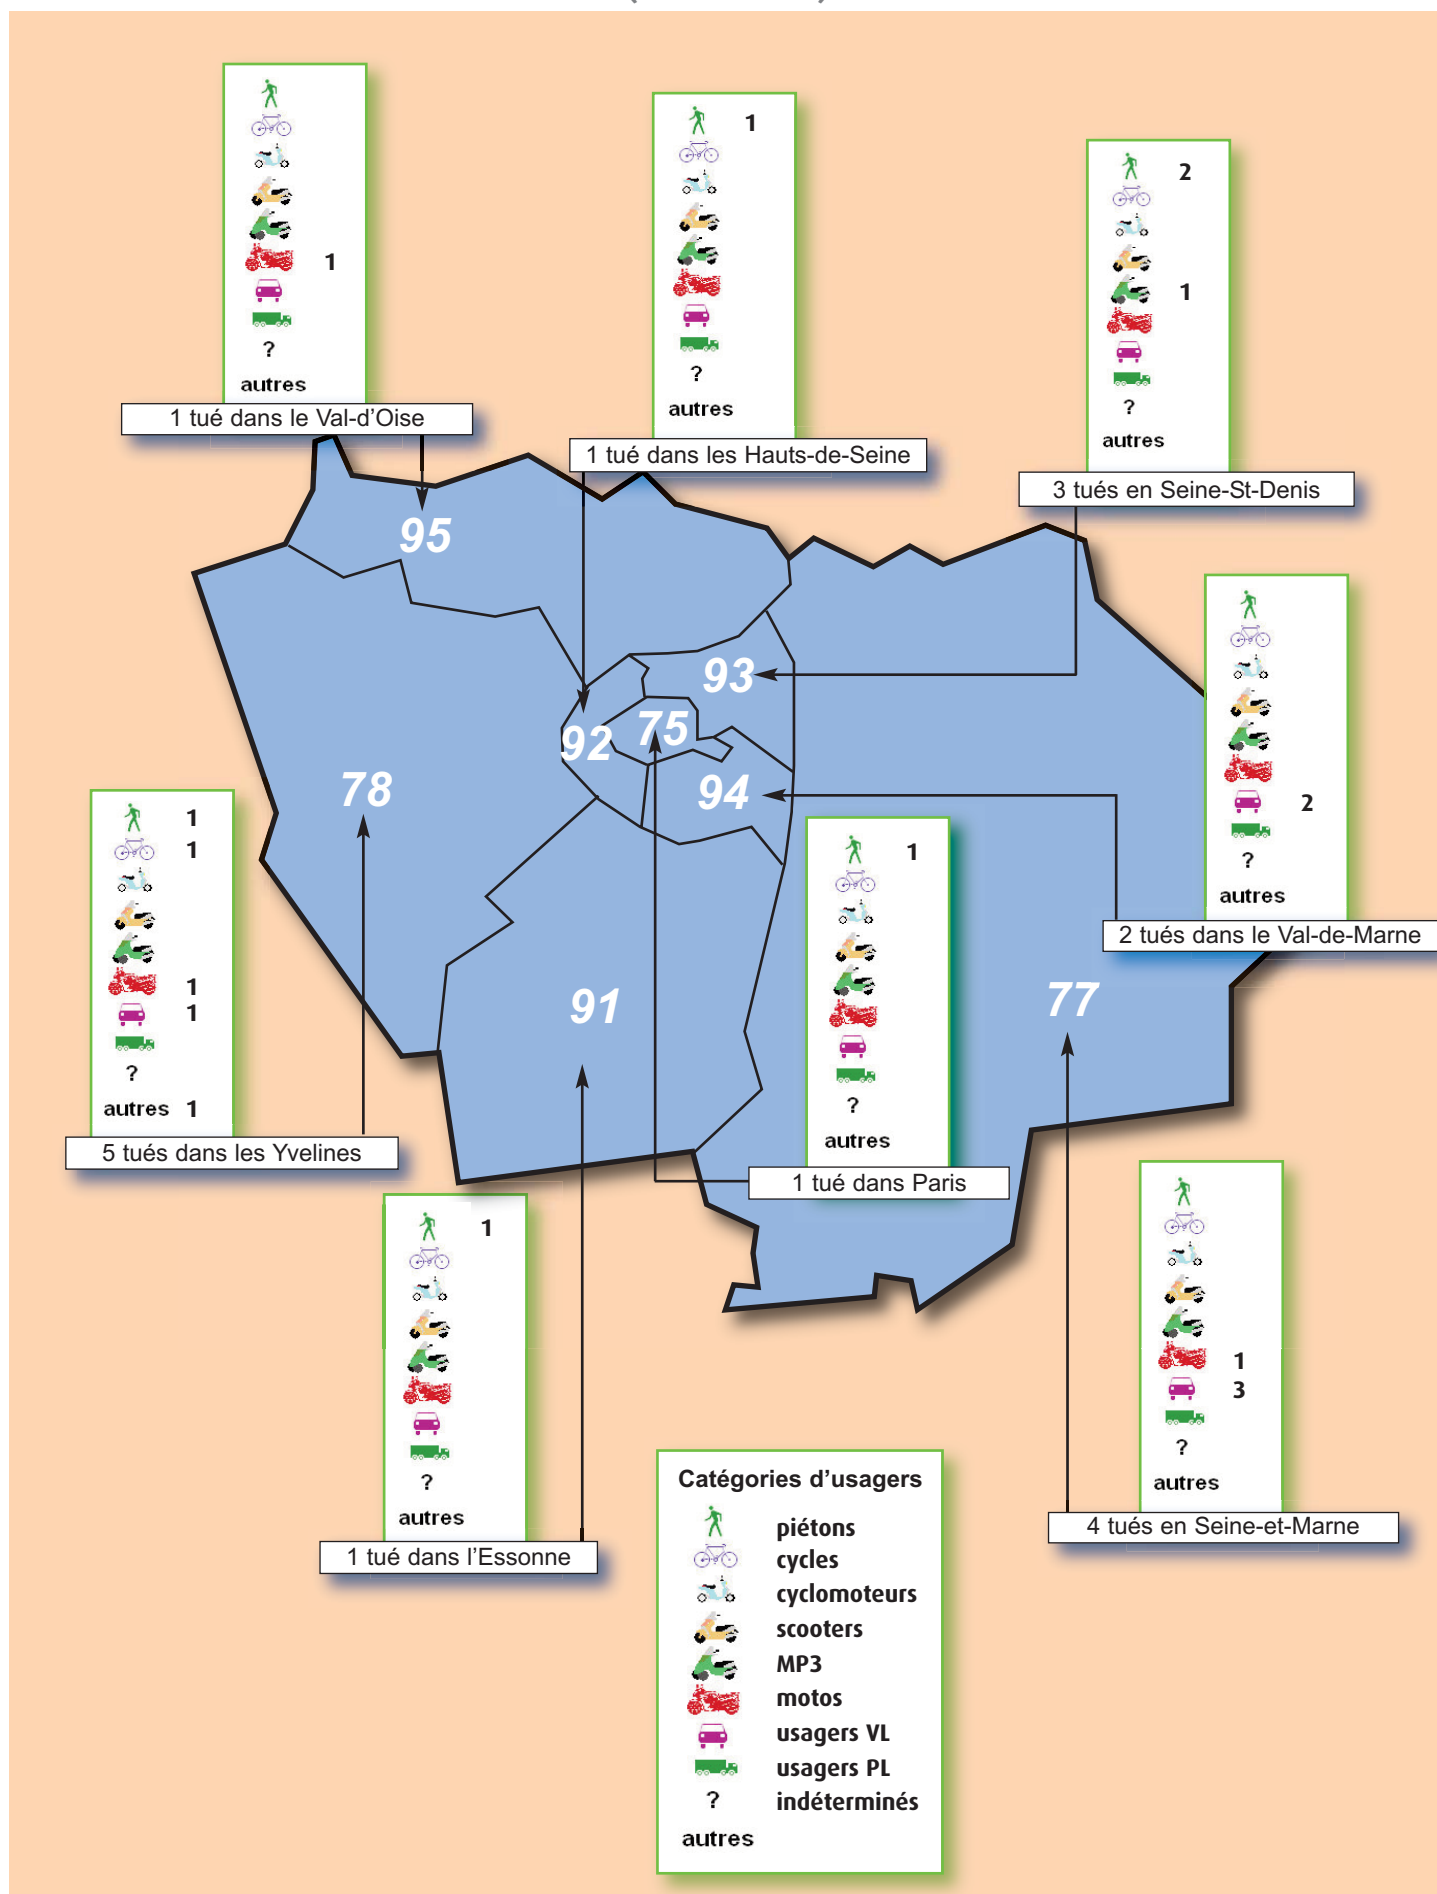 1
?
autres
1 tué dans le Val-d'Oise
1
?
autres
1 tué dans les Hauts-de-Seine
2
1
?
autres
3 tués en Seine-St-Denis
95
93
92
75
78
94
91
77
2
?
autres
2 tués dans le Val-de-Marne
1
1
1
1
?
autres 1
5 tués dans les Yvelines
1
?
autres
1 tué dans Paris
1
?
autres
1 tué dans l'Essonne
1
3
?
autres
4 tués en Seine-et-Marne
Catégories d'usagers
piétons
cycles
cyclomoteurs
scooters
MP3
motos
usagers VL
usagers PL
? indéterminés
autres